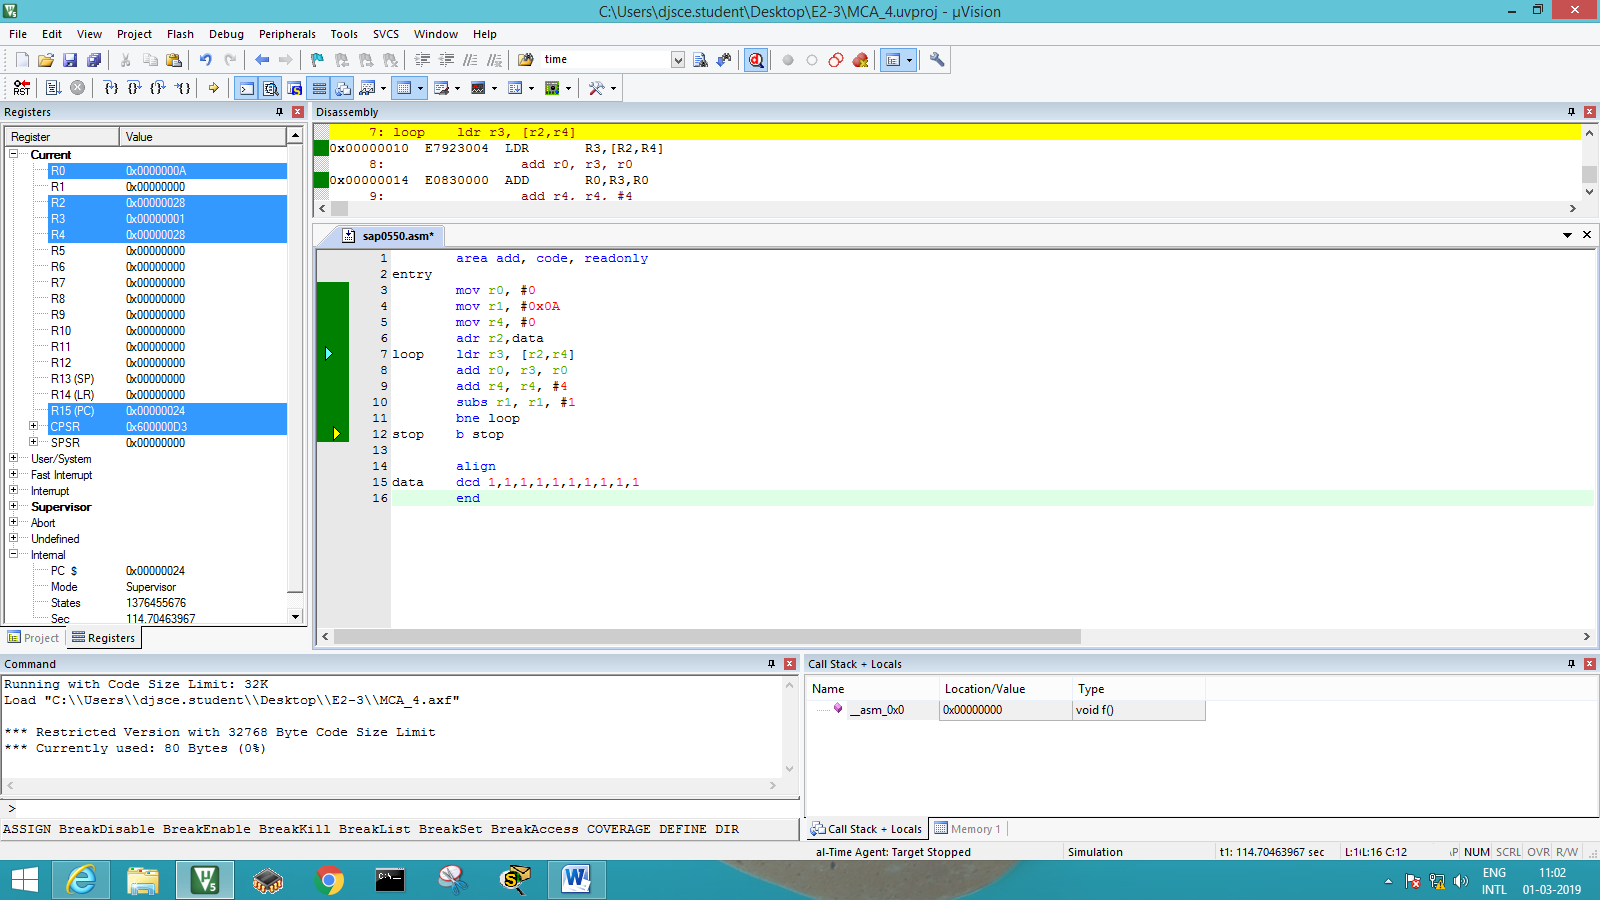 C:\Users\djsce.student\Desktop\E2-3\MCA_4.uvproj - µVision
File Edit View Project Flash Debug Peripherals Tools SVCS Window Help
time
RST
Registers
Register Value
Current
R0 0x0000000A
R1 0x00000000
R2 0x00000028
R3 0x00000001
R4 0x00000028
R5 0x00000000
R6 0x00000000
R7 0x00000000
R8 0x00000000
R9 0x00000000
R10 0x00000000
R11 0x00000000
R12 0x00000000
R13 (SP) 0x00000000
R14 (LR) 0x00000000
R15 (PC) 0x00000024
CPSR 0x600000D3
SPSR 0x00000000
User/System
Fast Interrupt
Interrupt
Supervisor
Abort
Undefined
Internal
PC $ 0x00000024
Mode Supervisor
States 1376455676
Sec 114.70463967
Project Registers
Disassembly
7: loop ldr r3, [r2,r4]
0x00000010 E7923004 LDR R3,[R2,R4]
8: add r0, r3, r0
0x00000014 E0830000 ADD R0,R3,R0
9: add r4, r4, #4
sap0550.asm*
1 area add, code, readonly
2 entry
3 mov r0, #0
4 mov r1, #0x0A
5 mov r4, #0
6 adr r2,data
7 loop ldr r3, [r2,r4]
8 add r0, r3, r0
9 add r4, r4, #4
10 subs r1, r1, #1
11 bne loop
12 stop b stop
13
14 align
15 data dcd 1,1,1,1,1,1,1,1,1,1
16 end
Command
Running with Code Size Limit: 32K
Load "C:\\Users\\djsce.student\\Desktop\\E2-3\\MCA_4.axf"
*** Restricted Version with 32768 Byte Code Size Limit
*** Currently used: 80 Bytes (0%)
>
ASSIGN BreakDisable BreakEnable BreakKill BreakList BreakSet BreakAccess COVERAGE DEFINE DIR
Call Stack + Locals
Name Location/Value Type
__asm_0x0 0x00000000 void f()
Call Stack + Locals Memory 1
al-Time Agent: Target Stopped Simulation t1: 114.70463967 sec L:16 C:12 NUM SCRL OVR R/W
ENG 11:02
INTL 01-03-2019